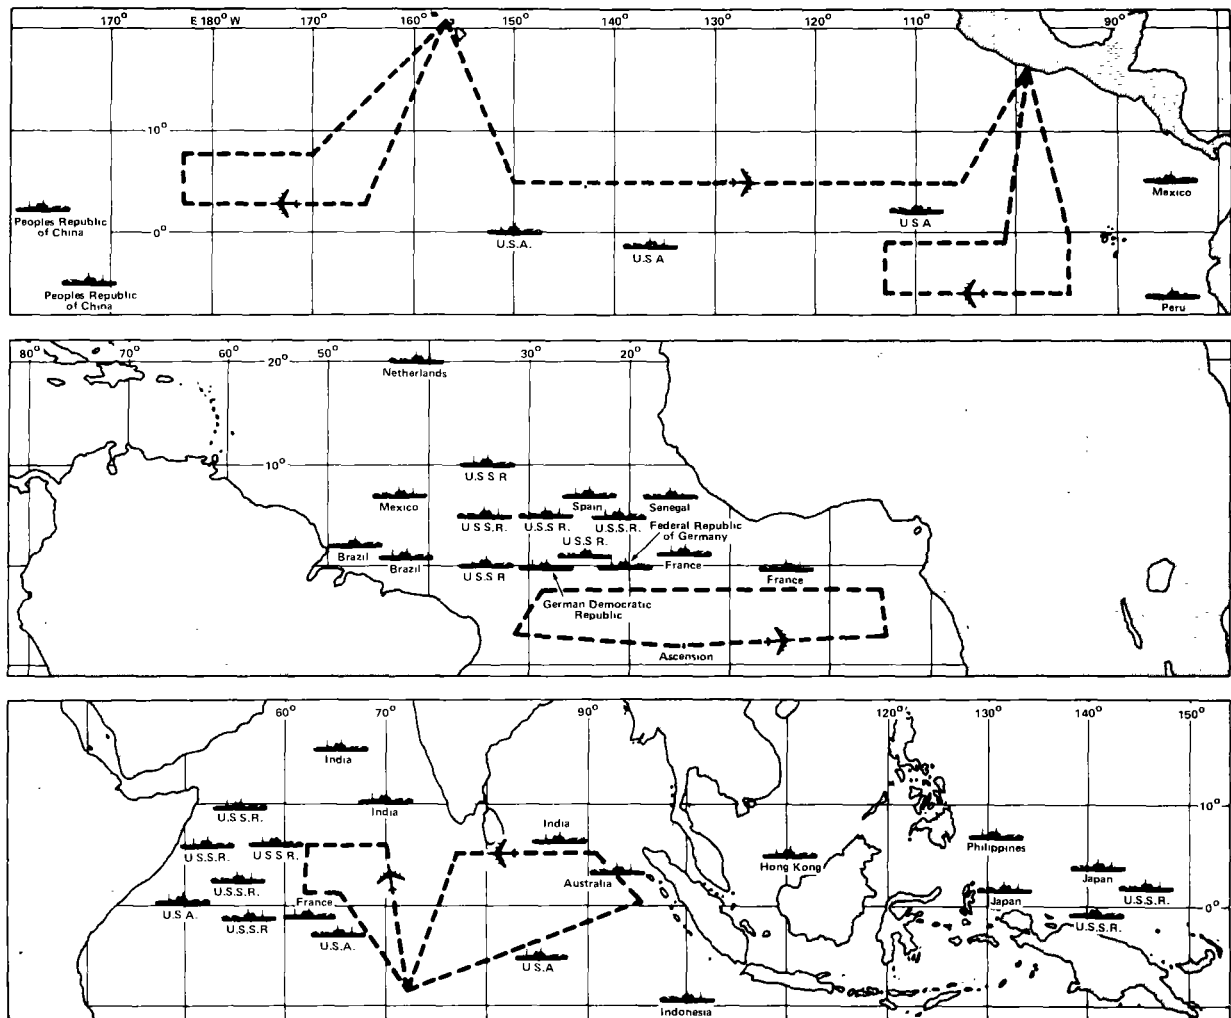 170° E 180° W 170° 160° 150° 140° 130° 120° 110° 100° 90°
10°
Mexico
Peoples Republic
of China
0°
U.S.A.
U.S.A
U.S.A
Peoples Republic
of China
Peru
80° 70° 60° 50° 40° 30° 20°
20°
Netherlands
10°
U.S.S.R
Mexico
Spain
Senegal
U.S.S.R.
U.S.S.R.
U.S.S.R.
Federal Republic
of Germany
U.S.S.R.
Brazil
Brazil
U.S.S.R
France
France
German Democratic
Republic
Ascension
60° 70° 90° 120° 130° 140° 150°
India
10°
U.S.S.R.
India
India
U.S.S.R.
U.S.S.R.
Philippines
Hong Kong
U.S.S.R.
Australia
Japan
France
U.S.A.
Japan
U.S.S.R.
0°
U.S.S.R
U.S.A.
U.S.S.R.
U.S.A
Indonesia